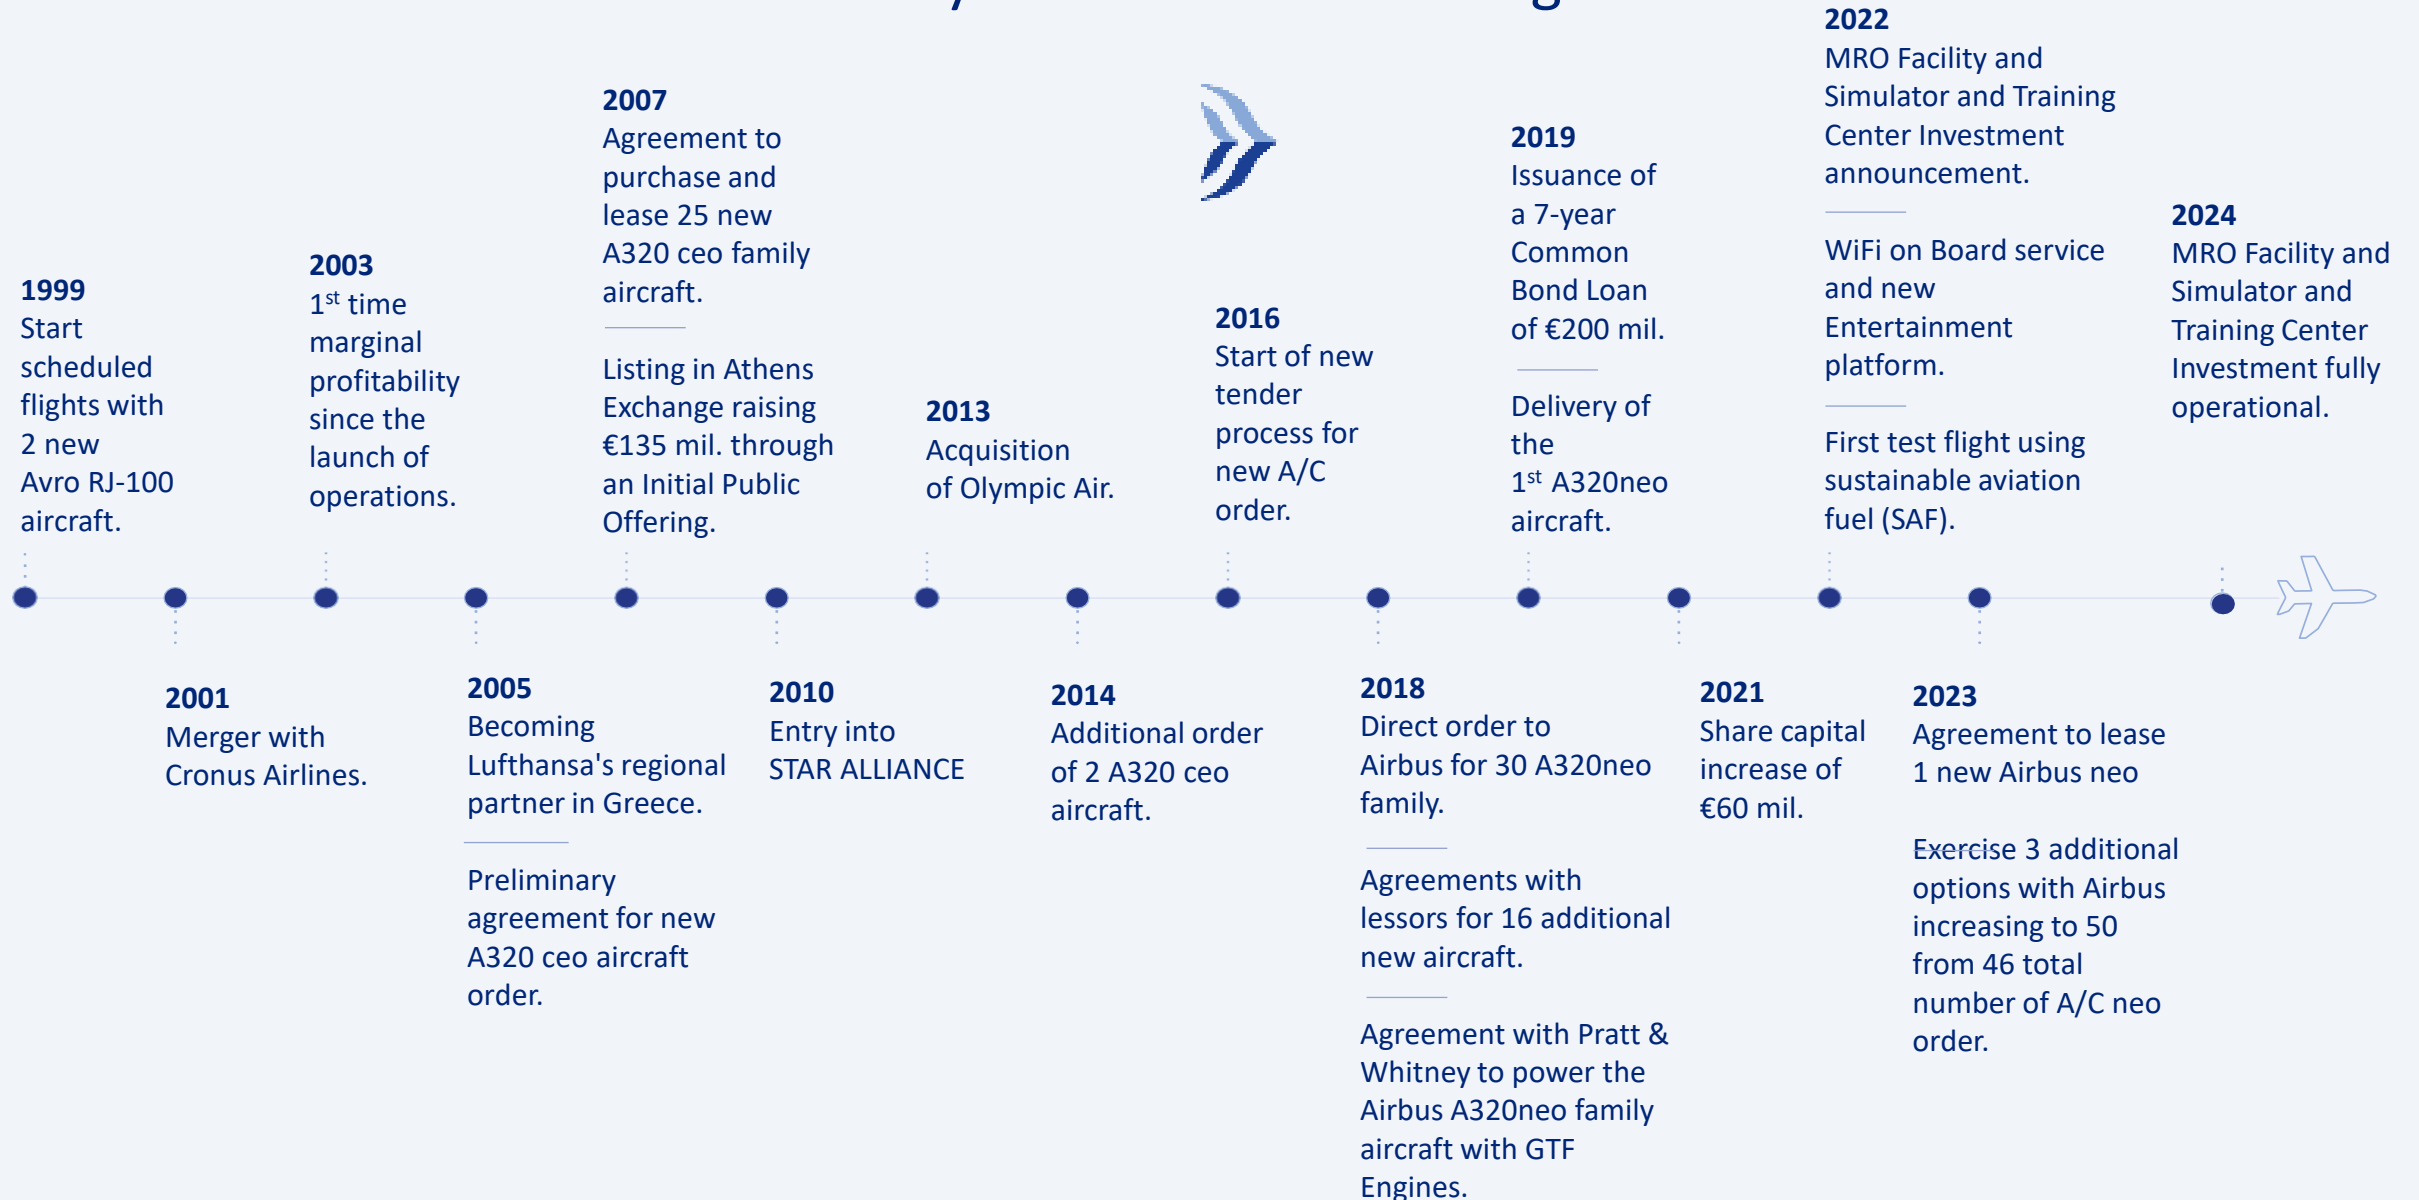 1999
Start
scheduled
flights with
2 new
Avro RJ-100
aircraft.
2001
Merger with
Cronus Airlines.
2003
1st time
marginal
profitability
since the
launch of
operations.
2005
Becoming
Lufthansa's regional
partner in Greece.
Preliminary
agreement for new
A320 ceo aircraft
order.
2007
Agreement to
purchase and
lease 25 new
A320 ceo family
aircraft.
Listing in Athens
Exchange raising
€135 mil. through
an Initial Public
Offering.
2010
Entry into
STAR ALLIANCE
2013
Acquisition
of Olympic Air.
2014
Additional order
of 2 A320 ceo
aircraft.
2016
Start of new
tender
process for
new A/C
order.
2018
Direct order to
Airbus for 30 A320neo
family.
Agreements with
lessors for 16 additional
new aircraft.
Agreement with Pratt &
Whitney to power the
Airbus A320neo family
aircraft with GTF
Engines.
2019
Issuance of
a 7-year
Common
Bond Loan
of €200 mil.
Delivery of
the
1st A320neo
aircraft.
2021
Share capital
increase of
€60 mil.
2022
MRO Facility and
Simulator and Training
Center Investment
announcement.
WiFi on Board service
and new
Entertainment
platform.
First test flight using
sustainable aviation
fuel (SAF).
2023
Agreement to lease
1 new Airbus neo
Exercise 3 additional
options with Airbus
increasing to 50
from 46 total
number of A/C neo
order.
2024
MRO Facility and
Simulator and
Training Center
Investment fully
operational.